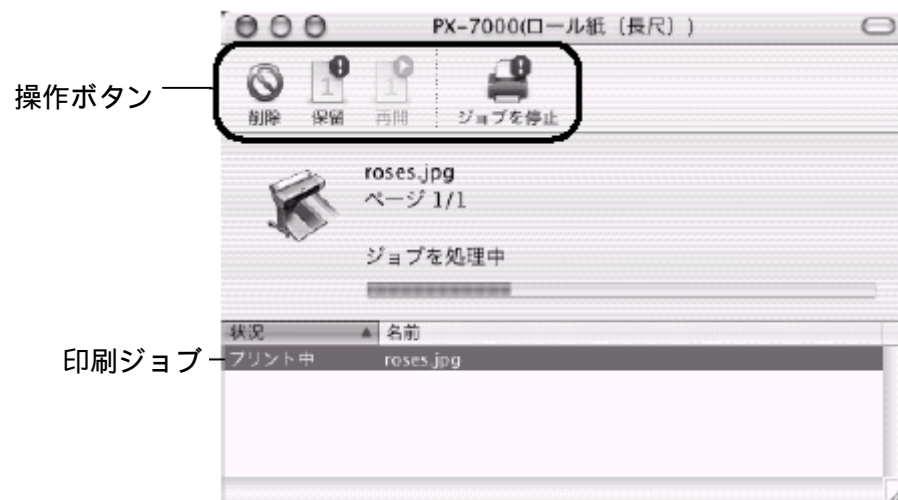 PX-7000(ロール紙〔長尺〕)
操作ボタン
削除 保留 再開 ジョブを停止
roses.jpg
ページ 1/1
ジョブを処理中
状況 名前
印刷ジョブ
プリント中 roses.jpg